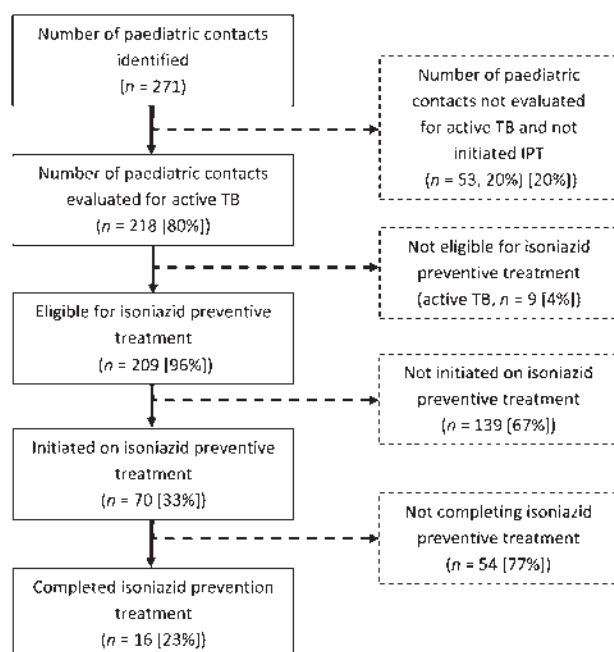 Number of paediatric contacts
identified
(n = 271)
Number of paediatric
contacts not evaluated
for active TB and not
initiated IPT
(n = 53, 20%) [20%])
Number of paediatric contacts
evaluated for active TB
(n = 218 [80%])
Not eligible for isoniazid
preventive treatment
(active TB, n = 9 [4%)
Eligible for isoniazid preventive
treatment
(n = 209 [96%])
Not initiated on isoniazid
preventive treatment
n = 139 [67%])
Initiated on isoniazid preventive
treatment
(n = 70 [33%])
Not completing isoniazid
preventive treatment
n = 54 [77%])
Completed isoniazid prevention
treatment
(n = 16 [23%])